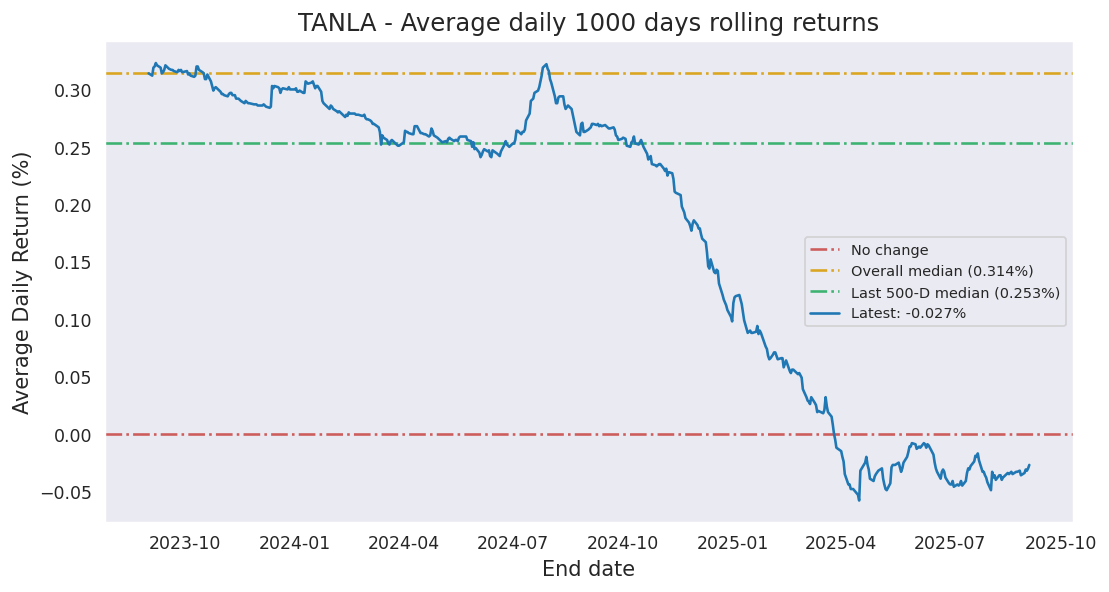 TANLA - Average daily 1000 days rolling returns
Average Daily Return (%)
0.30
0.25
0.20
0.15
0.10
0.05
0.00
−0.05
No change
Overall median (0.314%)
Last 500-D median (0.253%)
Latest: -0.027%
2023-10 2024-01 2024-04 2024-07 2024-10 2025-01 2025-04 2025-07 2025-10
End date